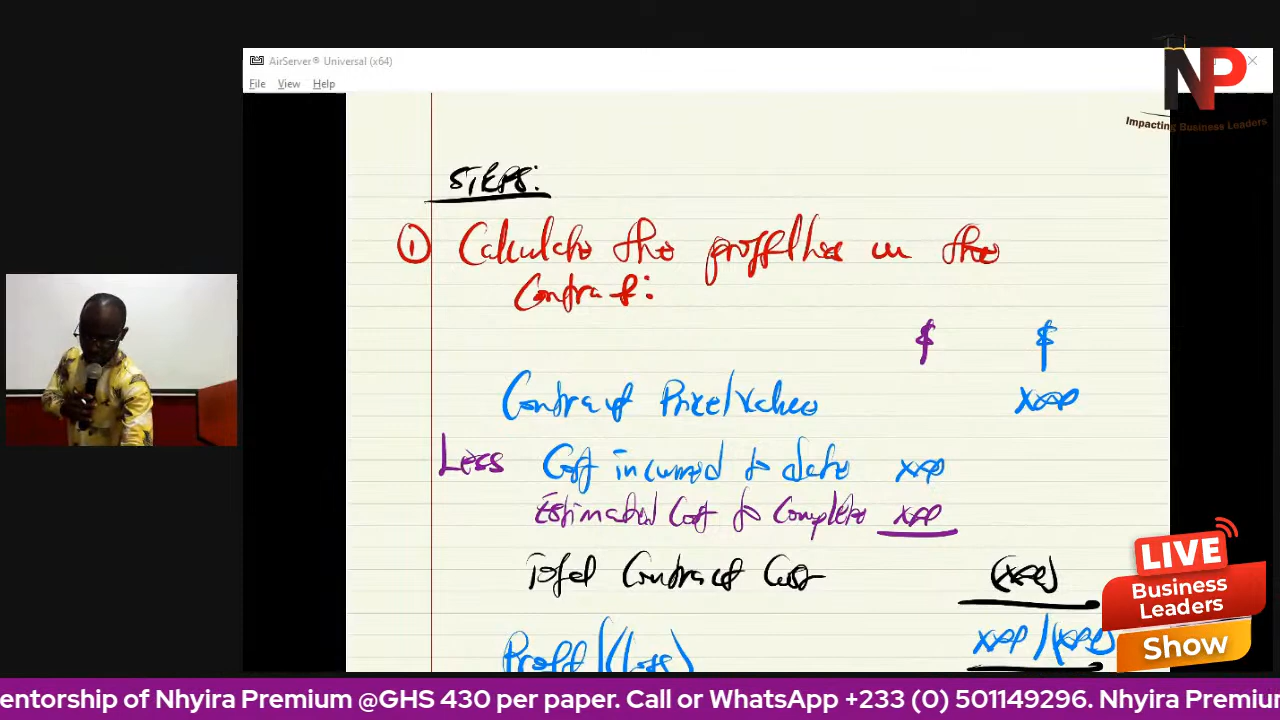 AirServer® Universal (x64)
File View Help
NP
Impacting Business Leaders
STEPS:
① Calculate the profit/loss in the
Contract:
$ $
Contract Price/Value xxx
Less Cost incurred to date xxx
Estimated Cost to Complete xxx
Total Contract Cost (xxx)
Profit/(loss) xxx/(xxx)
LIVE
Business
Leaders
Show
entorship of Nhyira Premium @GHS 430 per paper. Call or WhatsApp +233 (0) 501149296. Nhyira Premiu